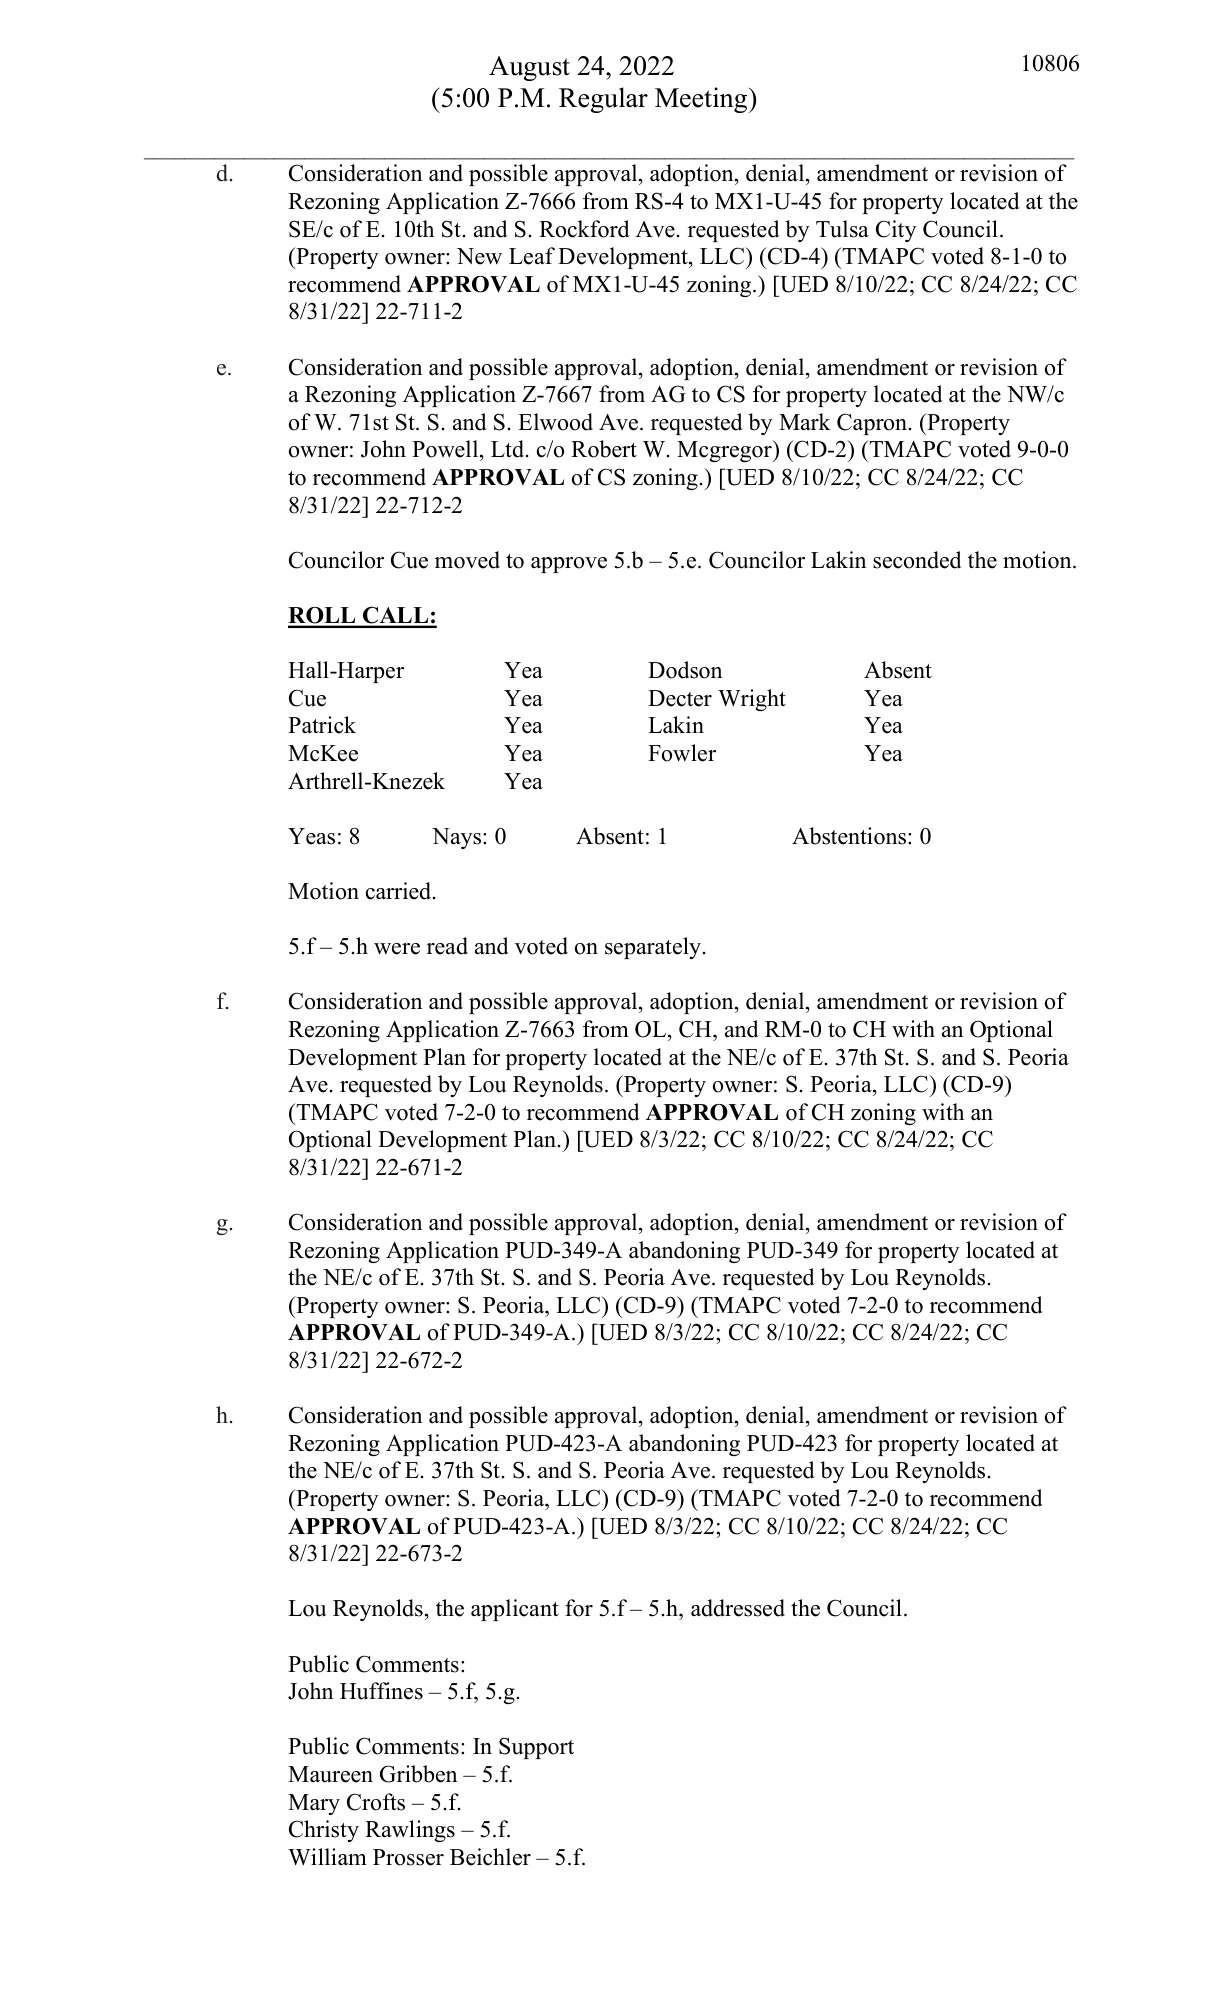 August 24, 2022
10806
(5:00 P.M. Regular Meeting)
d. Consideration and possible approval, adoption, denial, amendment or revision of
Rezoning Application Z-7666 from RS-4 to MX1-U-45 for property located at the
SE/c of E. 10th St. and S. Rockford Ave. requested by Tulsa City Council.
(Property owner: New Leaf Development, LLC) (CD-4) (TMAPC voted 8-1-0 to
recommend APPROVAL of MX1-U-45 zoning.) [UED 8/10/22; CC 8/24/22; CC
8/31/22] 22-711-2
e. Consideration and possible approval, adoption, denial, amendment or revision of
a Rezoning Application Z-7667 from AG to CS for property located at the NW/c
of W. 71st St. S. and S. Elwood Ave. requested by Mark Capron. (Property
owner: John Powell, Ltd. c/o Robert W. Mcgregor) (CD-2) (TMAPC voted 9-0-0
to recommend APPROVAL of CS zoning.) [UED 8/10/22; CC 8/24/22; CC
8/31/22] 22-712-2
Councilor Cue moved to approve 5.b – 5.e. Councilor Lakin seconded the motion.
ROLL CALL:
Hall-Harper Yea Dodson Absent
Cue Yea Decter Wright Yea
Patrick Yea Lakin Yea
McKee Yea Fowler Yea
Arthrell-Knezek Yea
Yeas: 8 Nays: 0 Absent: 1 Abstentions: 0
Motion carried.
5.f – 5.h were read and voted on separately.
f. Consideration and possible approval, adoption, denial, amendment or revision of
Rezoning Application Z-7663 from OL, CH, and RM-0 to CH with an Optional
Development Plan for property located at the NE/c of E. 37th St. S. and S. Peoria
Ave. requested by Lou Reynolds. (Property owner: S. Peoria, LLC) (CD-9)
(TMAPC voted 7-2-0 to recommend APPROVAL of CH zoning with an
Optional Development Plan.) [UED 8/3/22; CC 8/10/22; CC 8/24/22; CC
8/31/22] 22-671-2
g. Consideration and possible approval, adoption, denial, amendment or revision of
Rezoning Application PUD-349-A abandoning PUD-349 for property located at
the NE/c of E. 37th St. S. and S. Peoria Ave. requested by Lou Reynolds.
(Property owner: S. Peoria, LLC) (CD-9) (TMAPC voted 7-2-0 to recommend
APPROVAL of PUD-349-A.) [UED 8/3/22; CC 8/10/22; CC 8/24/22; CC
8/31/22] 22-672-2
h. Consideration and possible approval, adoption, denial, amendment or revision of
Rezoning Application PUD-423-A abandoning PUD-423 for property located at
the NE/c of E. 37th St. S. and S. Peoria Ave. requested by Lou Reynolds.
(Property owner: S. Peoria, LLC) (CD-9) (TMAPC voted 7-2-0 to recommend
APPROVAL of PUD-423-A.) [UED 8/3/22; CC 8/10/22; CC 8/24/22; CC
8/31/22] 22-673-2
Lou Reynolds, the applicant for 5.f – 5.h, addressed the Council.
Public Comments:
John Huffines – 5.f, 5.g.
Public Comments: In Support
Maureen Gribben – 5.f.
Mary Crofts – 5.f.
Christy Rawlings – 5.f.
William Prosser Beichler – 5.f.